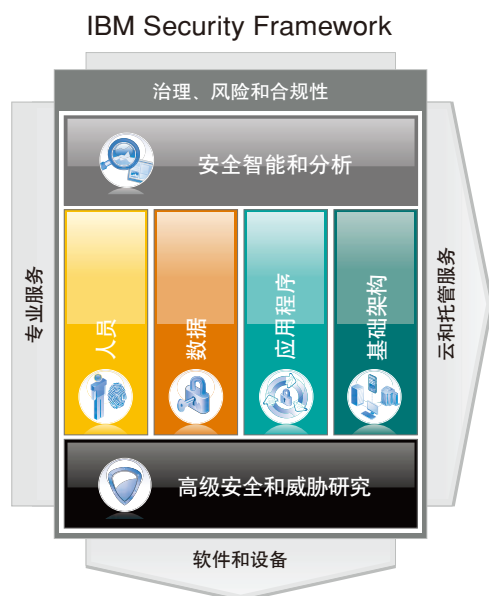 IBM Security Framework
治理、风险和合规性
安全智能和分析
专业服务
人员
数据
应用程序
基础架构
云和托管服务
高级安全和威胁研究
软件和设备